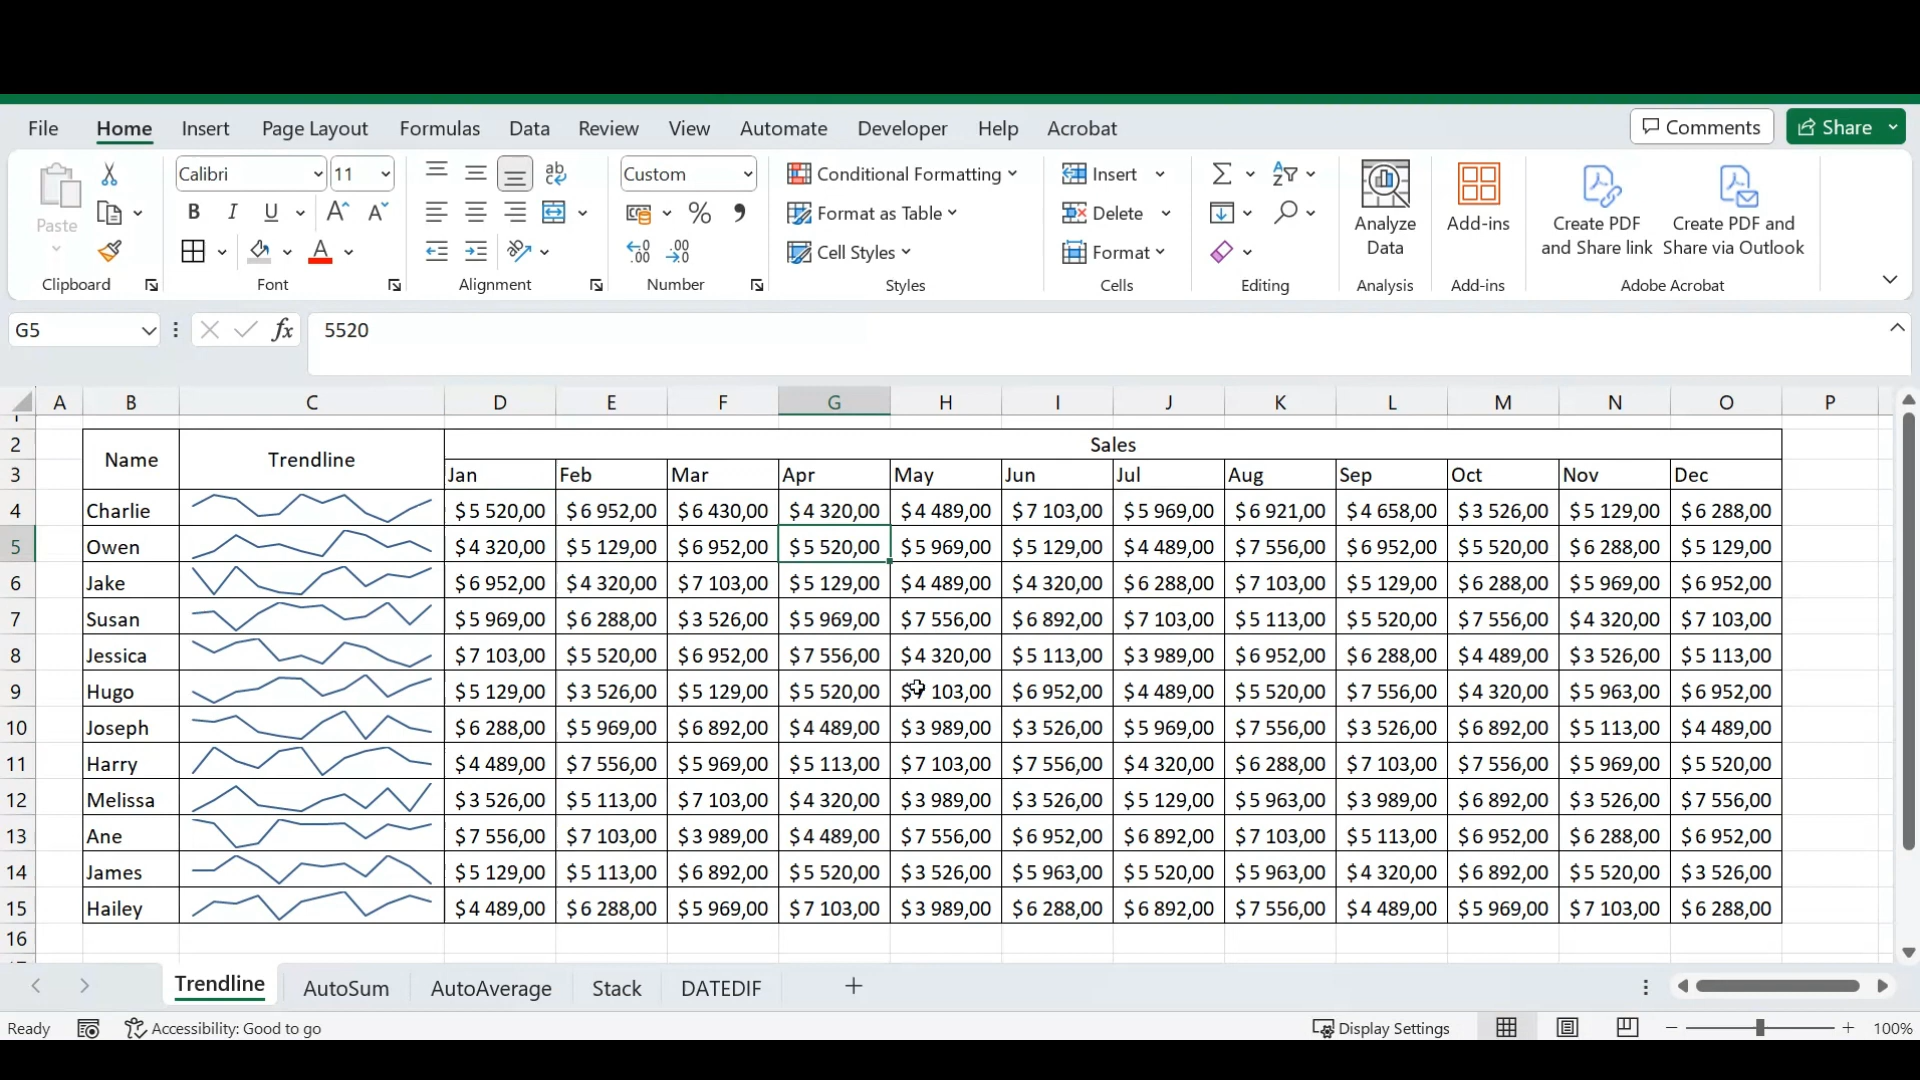 File Home Insert Page Layout Formulas Data Review View Automate Developer Help Acrobat Comments Share
Paste Calibri 11 Custom Conditional Formatting Insert
B I U % Format as Table Delete
Cell Styles Format
Analyze Data
Add-ins
Create PDF and Share link
Create PDF and Share via Outlook
Clipboard Font Alignment Number Styles Cells Editing Analysis Add-ins Adobe Acrobat
G5 fx 5520
A B C D E F G H I J K L M N O P
1
2 Name Trendline Sales
3 Jan Feb Mar Apr May Jun Jul Aug Sep Oct Nov Dec
4 Charlie $ 5 520,00 $ 6 952,00 $ 6 430,00 $ 4 320,00 $ 4 489,00 $ 7 103,00 $ 5 969,00 $ 6 921,00 $ 4 658,00 $ 3 526,00 $ 5 129,00 $ 6 288,00
5 Owen $ 4 320,00 $ 5 129,00 $ 6 952,00 $ 5 520,00 $ 5 969,00 $ 5 129,00 $ 4 489,00 $ 7 556,00 $ 6 952,00 $ 5 520,00 $ 6 288,00 $ 5 129,00
6 Jake $ 6 952,00 $ 4 320,00 $ 7 103,00 $ 5 129,00 $ 4 489,00 $ 4 320,00 $ 6 288,00 $ 7 103,00 $ 5 129,00 $ 6 288,00 $ 5 969,00 $ 6 952,00
7 Susan $ 5 969,00 $ 6 288,00 $ 3 526,00 $ 5 969,00 $ 7 556,00 $ 6 892,00 $ 7 103,00 $ 5 113,00 $ 5 520,00 $ 7 556,00 $ 4 320,00 $ 7 103,00
8 Jessica $ 7 103,00 $ 5 520,00 $ 6 952,00 $ 7 556,00 $ 4 320,00 $ 5 113,00 $ 3 989,00 $ 6 952,00 $ 6 288,00 $ 4 489,00 $ 3 526,00 $ 5 113,00
9 Hugo $ 5 129,00 $ 3 526,00 $ 5 129,00 $ 5 520,00 $ 103,00 $ 6 952,00 $ 4 489,00 $ 5 520,00 $ 7 556,00 $ 4 320,00 $ 5 963,00 $ 6 952,00
10 Joseph $ 6 288,00 $ 5 969,00 $ 6 892,00 $ 4 489,00 $ 3 989,00 $ 3 526,00 $ 5 969,00 $ 7 556,00 $ 3 526,00 $ 6 892,00 $ 5 113,00 $ 4 489,00
11 Harry $ 4 489,00 $ 7 556,00 $ 5 969,00 $ 5 113,00 $ 7 103,00 $ 7 556,00 $ 4 320,00 $ 6 288,00 $ 7 103,00 $ 7 556,00 $ 5 969,00 $ 5 520,00
12 Melissa $ 3 526,00 $ 5 113,00 $ 7 103,00 $ 4 320,00 $ 3 989,00 $ 3 526,00 $ 5 129,00 $ 5 963,00 $ 3 989,00 $ 6 892,00 $ 3 526,00 $ 7 556,00
13 Ane $ 7 556,00 $ 7 103,00 $ 3 989,00 $ 4 489,00 $ 7 556,00 $ 6 952,00 $ 6 892,00 $ 7 103,00 $ 5 113,00 $ 6 952,00 $ 6 288,00 $ 6 952,00
14 James $ 5 129,00 $ 5 113,00 $ 6 892,00 $ 5 520,00 $ 3 526,00 $ 5 963,00 $ 5 520,00 $ 5 963,00 $ 4 320,00 $ 6 892,00 $ 5 520,00 $ 3 526,00
15 Hailey $ 4 489,00 $ 6 288,00 $ 5 969,00 $ 7 103,00 $ 3 989,00 $ 6 288,00 $ 6 892,00 $ 7 556,00 $ 4 489,00 $ 5 969,00 $ 7 103,00 $ 6 288,00
16
Trendline AutoSum AutoAverage Stack DATEDIF
Ready Accessibility: Good to go Display Settings 100%